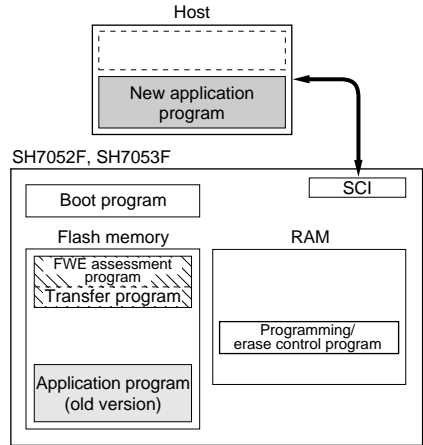 Host
New application
program
SH7052F, SH7053F
SCI
Boot program
Flash memory
RAM
FWE assessment
program
Transfer program
Programming/
erase control program
Application program
(old version)